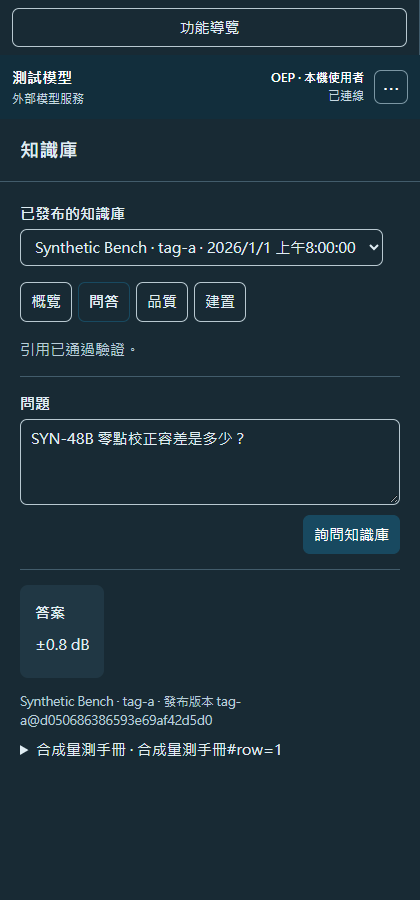 功能導覽
測試模型
外部模型服務
OEP · 本機使用者
已連線
...
知識庫
已發布的知識庫
Synthetic Bench · tag-a · 2026/1/1 上午8:00:00
概覽
問答
品質
建置
引用已通過驗證。
問題
SYN-48B 零點校正容差是多少？
詢問知識庫
答案
±0.8 dB
Synthetic Bench · tag-a · 發布版本 tag-
a@d050686386593e69af42d5d0
合成量測手冊 · 合成量測手冊#row=1